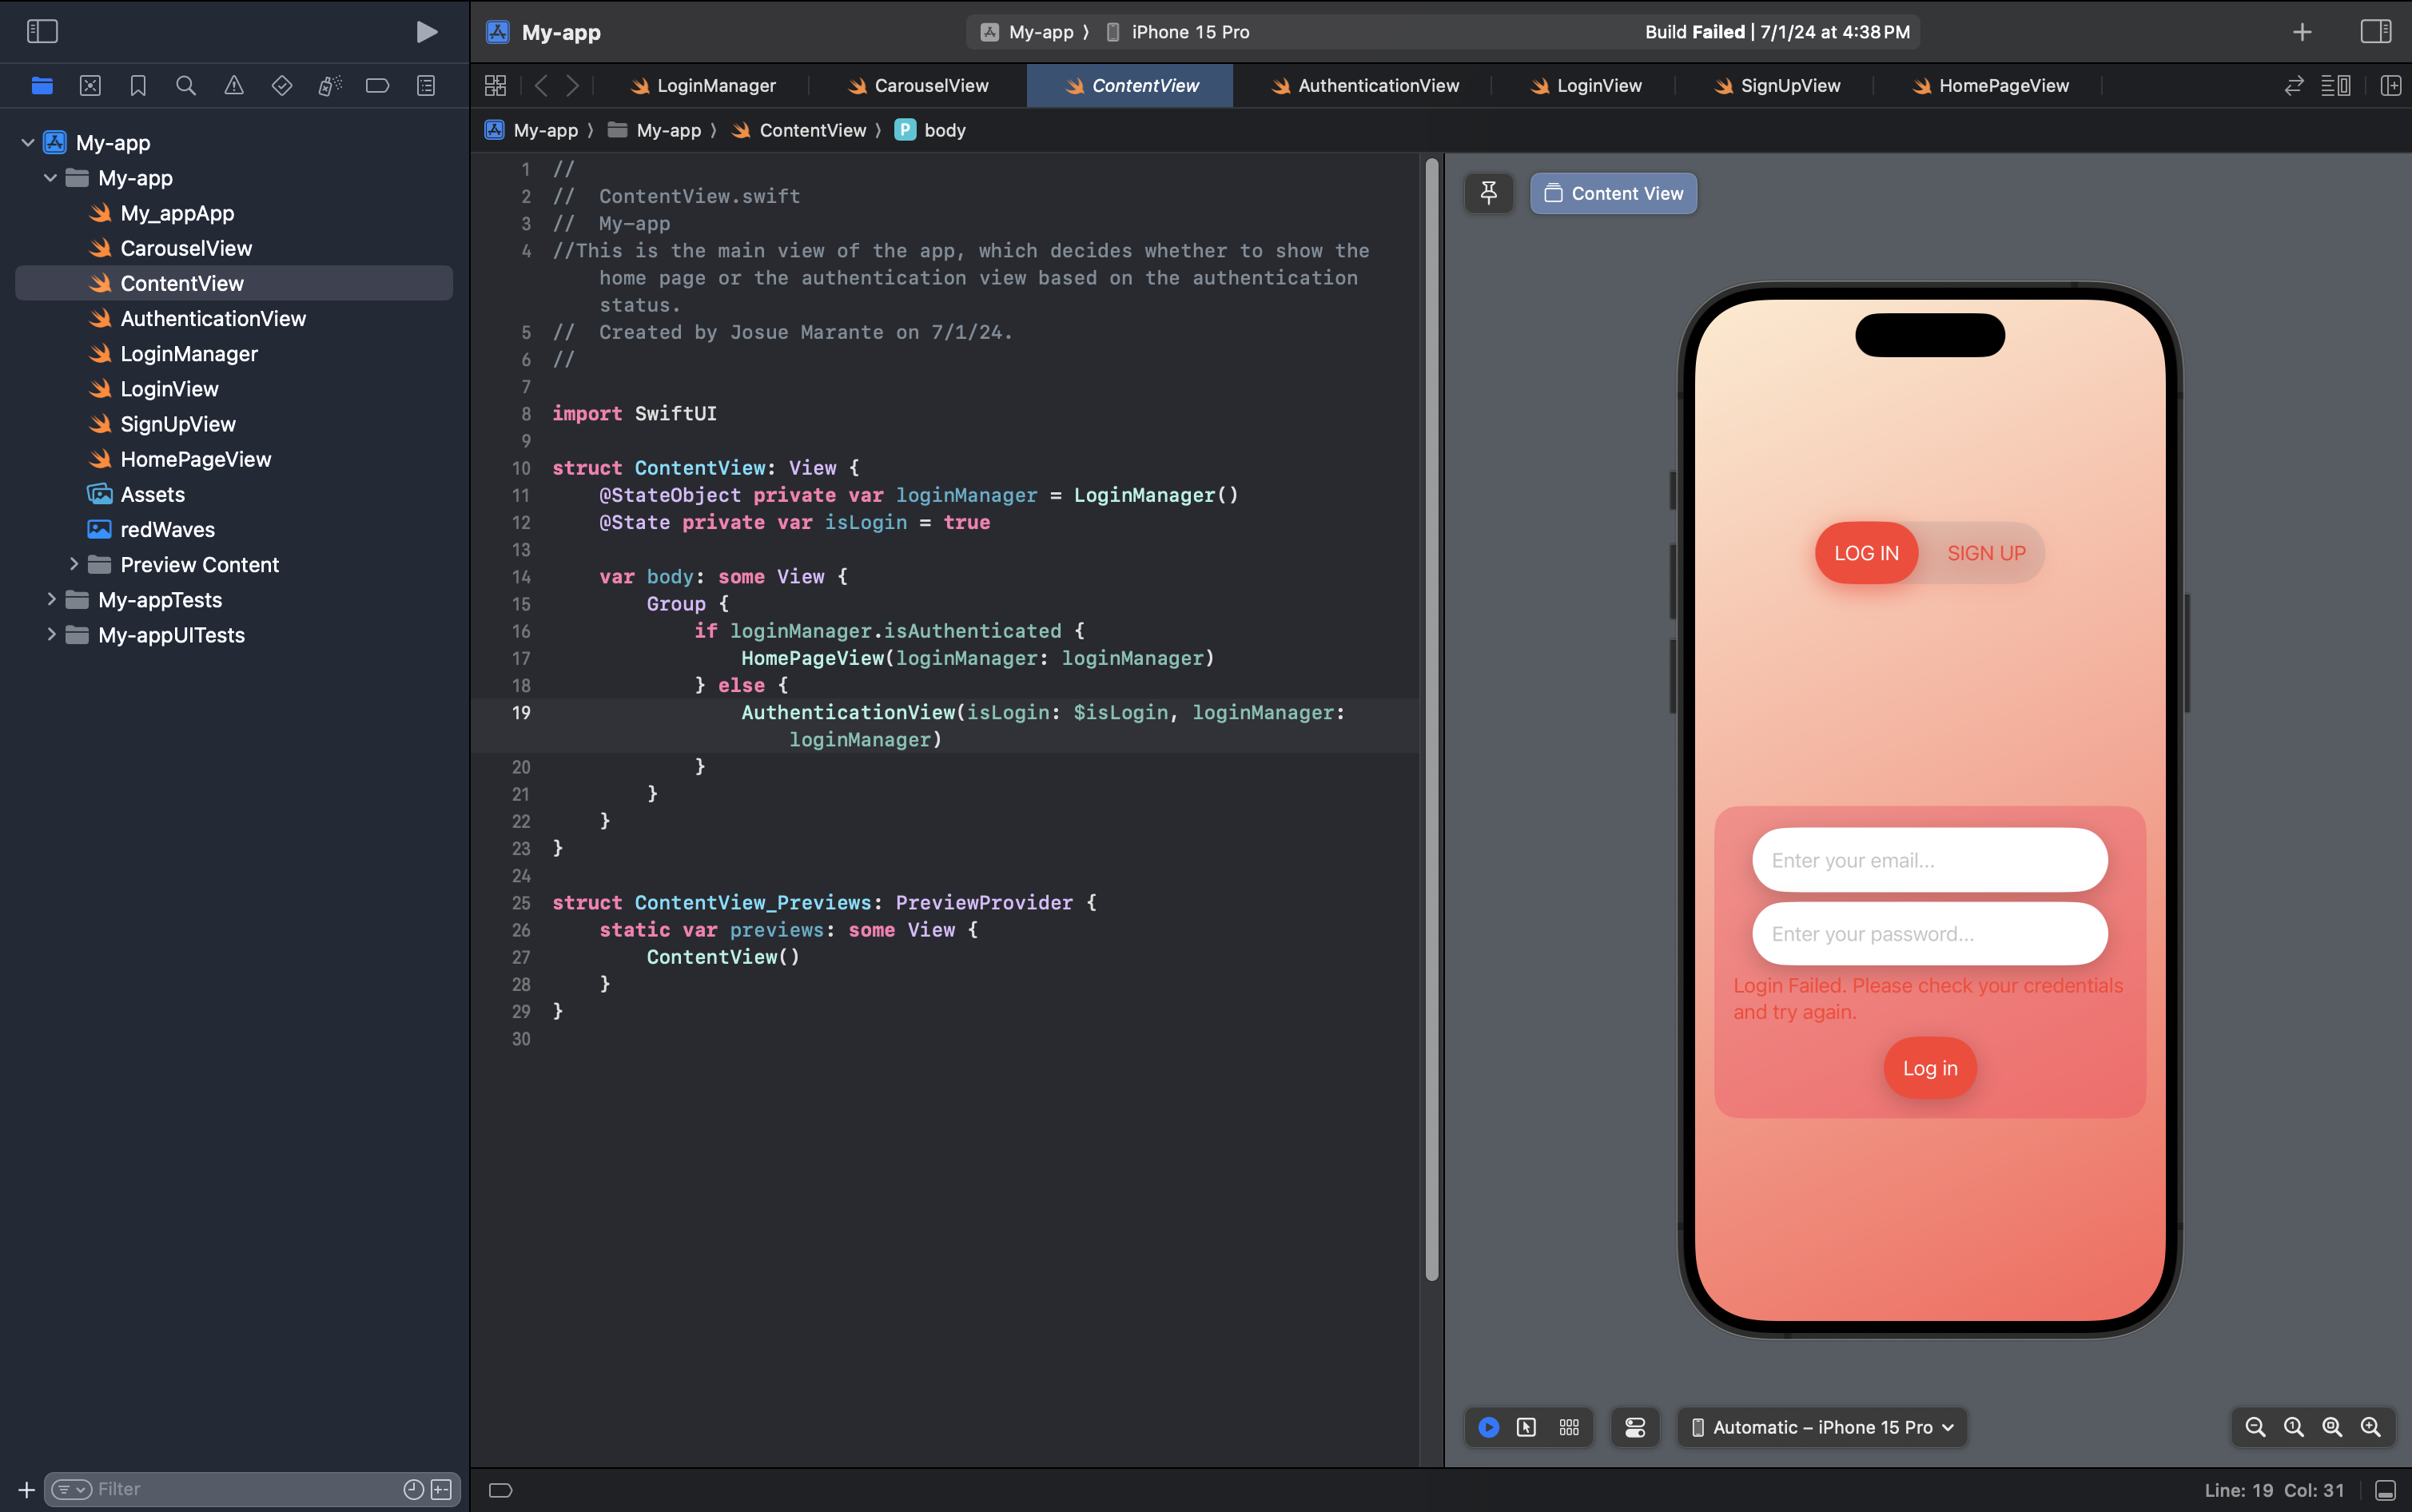 My-app
My-app 〉 iPhone 15 Pro
Build Failed | 7/1/24 at 4:38 PM
LoginManager
CarouselView
ContentView
AuthenticationView
LoginView
SignUpView
HomePageView
My-app 〉 My-app 〉 ContentView 〉 P body
My-app
My-app
My_appApp
CarouselView
ContentView
AuthenticationView
LoginManager
LoginView
SignUpView
HomePageView
Assets
redWaves
Preview Content
My-appTests
My-appUITests
Filter
1 //
2 //  ContentView.swift
3 //  My-app
4 //This is the main view of the app, which decides whether to show the
home page or the authentication view based on the authentication
status.
5 //  Created by Josue Marante on 7/1/24.
6 //
7
8 import SwiftUI
9
10 struct ContentView: View {
11     @StateObject private var loginManager = LoginManager()
12     @State private var isLogin = true
13
14     var body: some View {
15         Group {
16             if loginManager.isAuthenticated {
17                 HomePageView(loginManager: loginManager)
18             } else {
19                 AuthenticationView(isLogin: $isLogin, loginManager:
loginManager)
20             }
21         }
22     }
23 }
24
25 struct ContentView_Previews: PreviewProvider {
26     static var previews: some View {
27         ContentView()
28     }
29 }
30
Content View
LOG IN
SIGN UP
Enter your email...
Enter your password...
Login Failed. Please check your credentials
and try again.
Log in
Automatic – iPhone 15 Pro
Line: 19 Col: 31